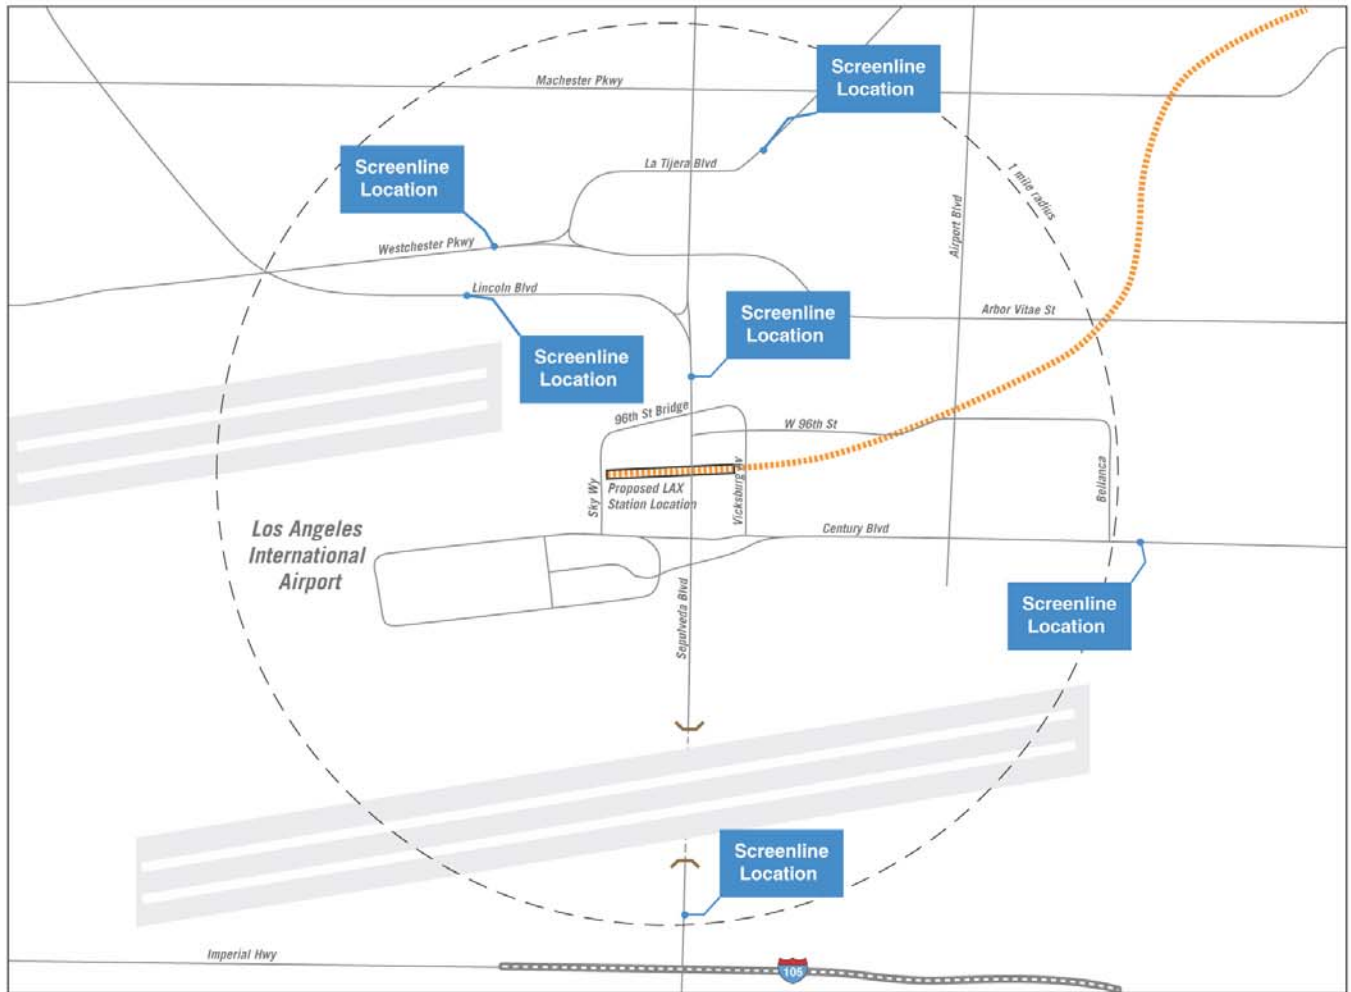 Screenline
Location
Machester Pkwy
Screenline
Location
La Tijera Blvd
1 mile radius
Airport Blvd
Westchester Pkwy
Lincoln Blvd
Screenline
Location
Arbor Vitae St
Screenline
Location
96th St Bridge
W 96th St
Sky Wy
Proposed LAX
Station Location
Vicksburg Av
Bellanca
Century Blvd
Los Angeles
International
Airport
Sepulveda Blvd
Screenline
Location
Screenline
Location
Imperial Hwy
105